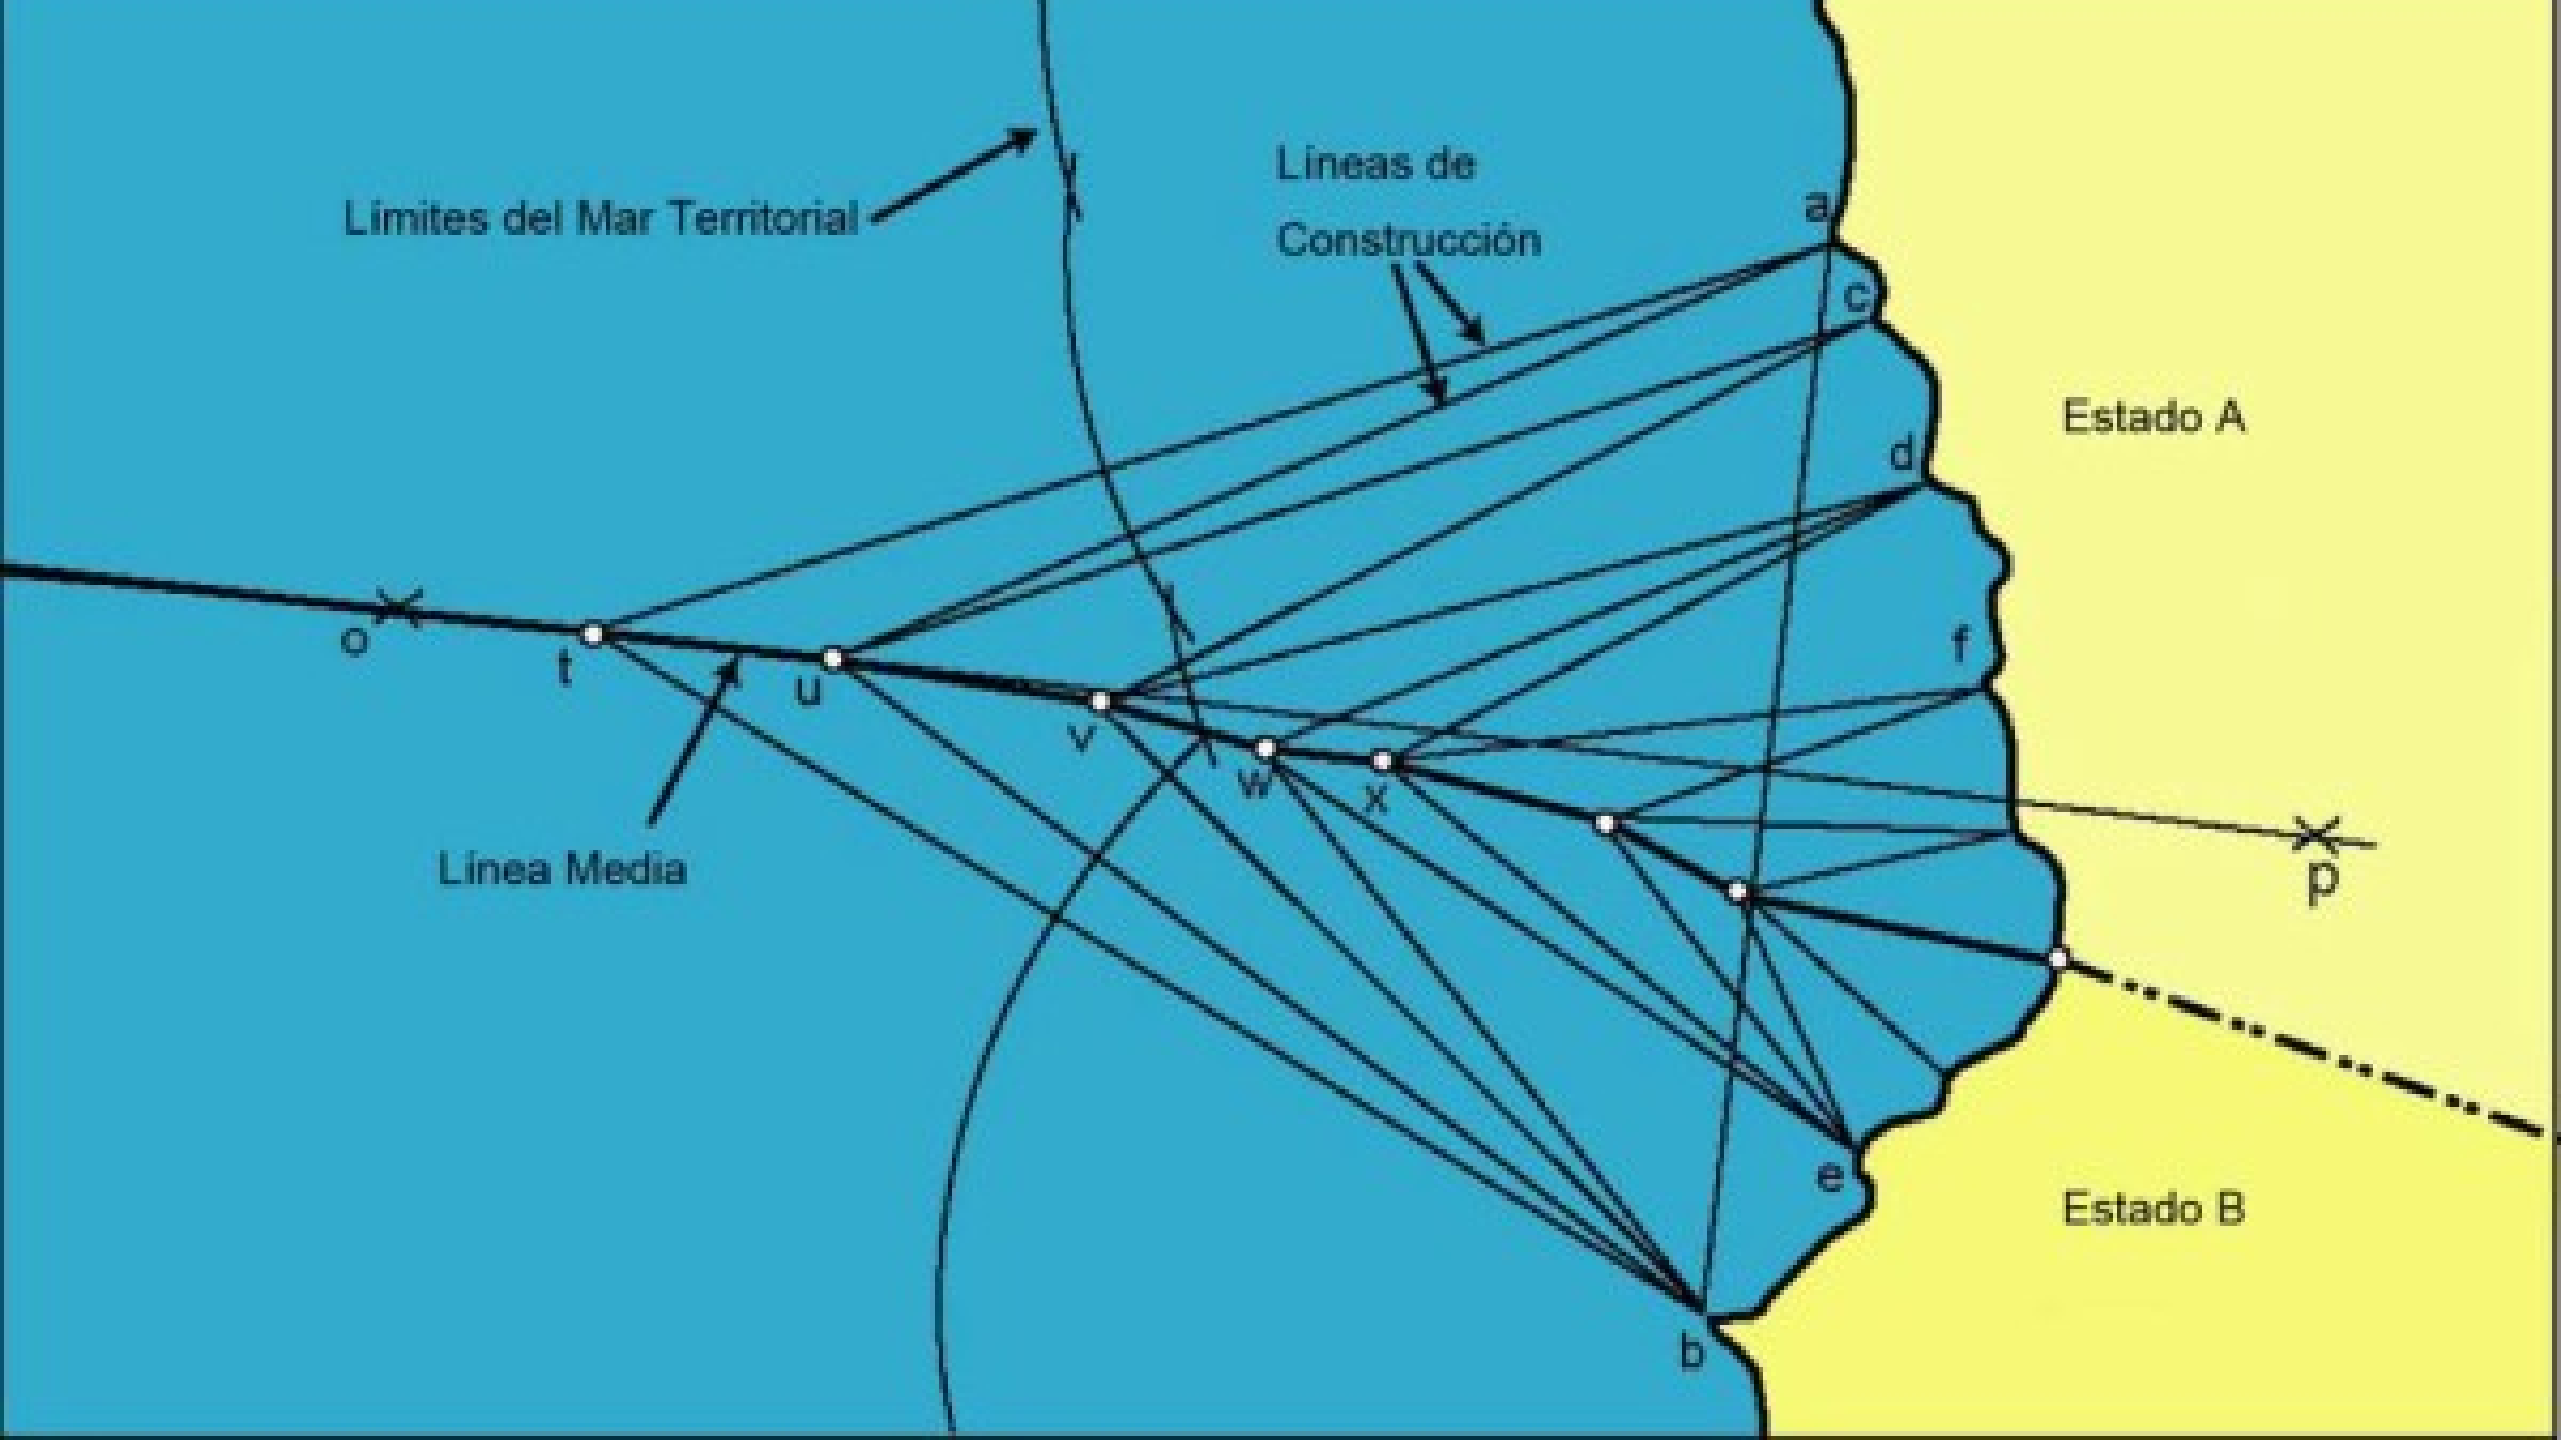 Límites del Mar Territorial
Líneas de
Construcción
a
c
Estado A
d
f
o
t
u
v
w
x
Línea Media
p
e
Estado B
b